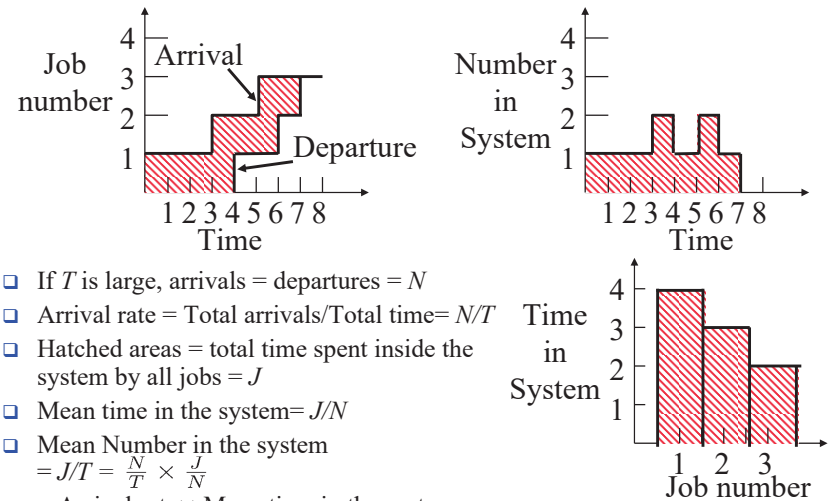 4
Job
number
3
2
1
Arrival
Departure
1 2 3 4 5 6 7 8
Time
4
Number
in
System
3
2
1
1 2 3 4 5 6 7 8
Time
If T is large, arrivals = departures = N
Arrival rate = Total arrivals/Total time= N/T
Hatched areas = total time spent inside the
system by all jobs = J
Mean time in the system= J/N
Mean Number in the system
= J/T = N/T × J/N
4
Time
in
System
3
2
1
1 2 3
Job number